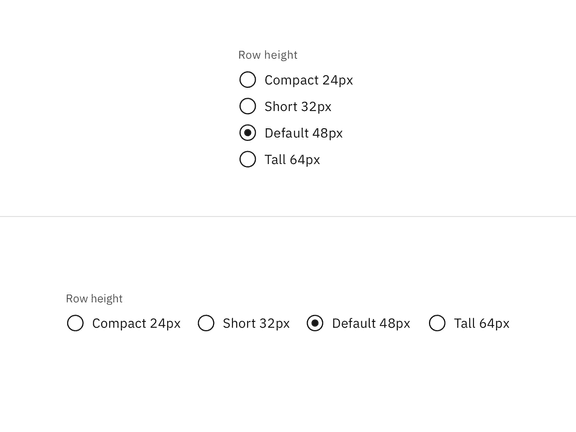 Row height
Compact 24px
Short 32px
Default 48px
Tall 64px
Row height
Compact 24px Short 32px Default 48px Tall 64px